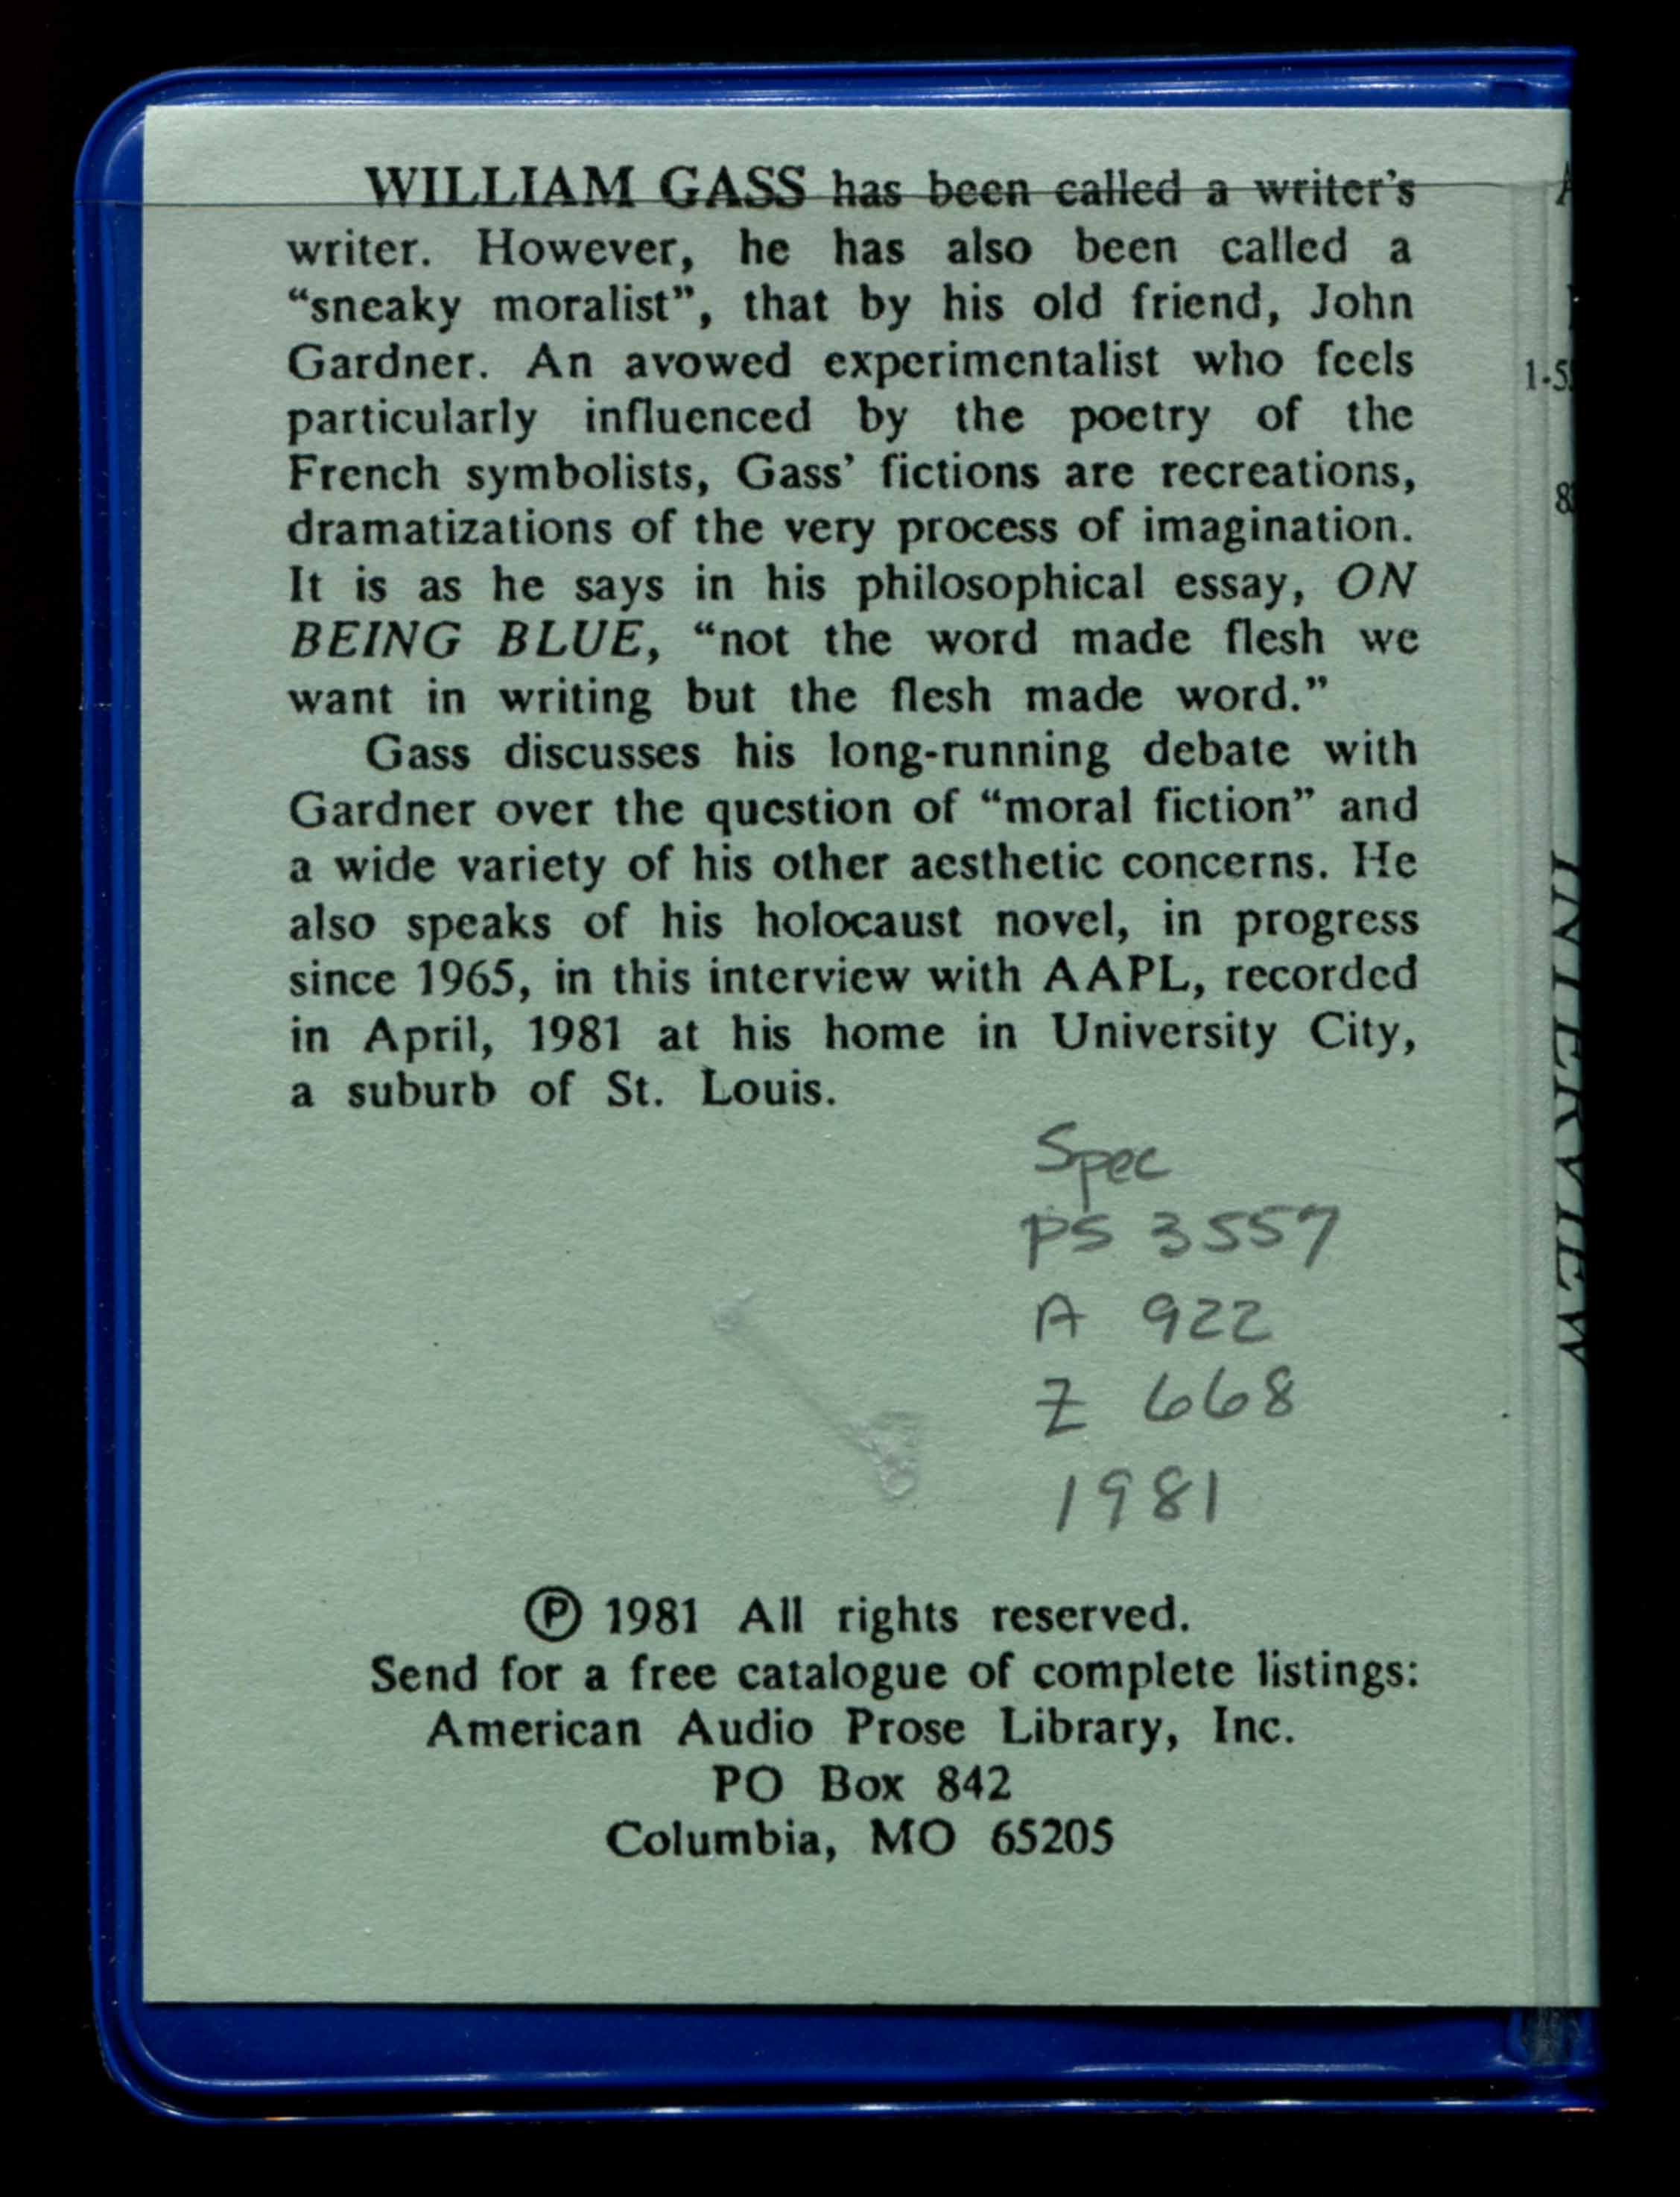 WILLIAM GASS has been called a writer's
writer. However, he has also been called a
“sneaky moralist”, that by his old friend, John
Gardner. An avowed experimentalist who feels
particularly influenced by the poetry of the
French symbolists, Gass’ fictions are recreations,
dramatizations of the very process of imagination.
It is as he says in his philosophical essay, ON
BEING BLUE, “not the word made flesh we
want in writing but the flesh made word.”
Gass discusses his long-running debate with
Gardner over the question of “moral fiction” and
a wide variety of his other aesthetic concerns. He
also speaks of his holocaust novel, in progress
since 1965, in this interview with AAPL, recorded
in April, 1981 at his home in University City,
a suburb of St. Louis.
Spec
PS 3557
A 922
Z 668
1981
Ⓟ 1981 All rights reserved.
Send for a free catalogue of complete listings:
American Audio Prose Library, Inc.
PO Box 842
Columbia, MO 65205
INTERVIEW